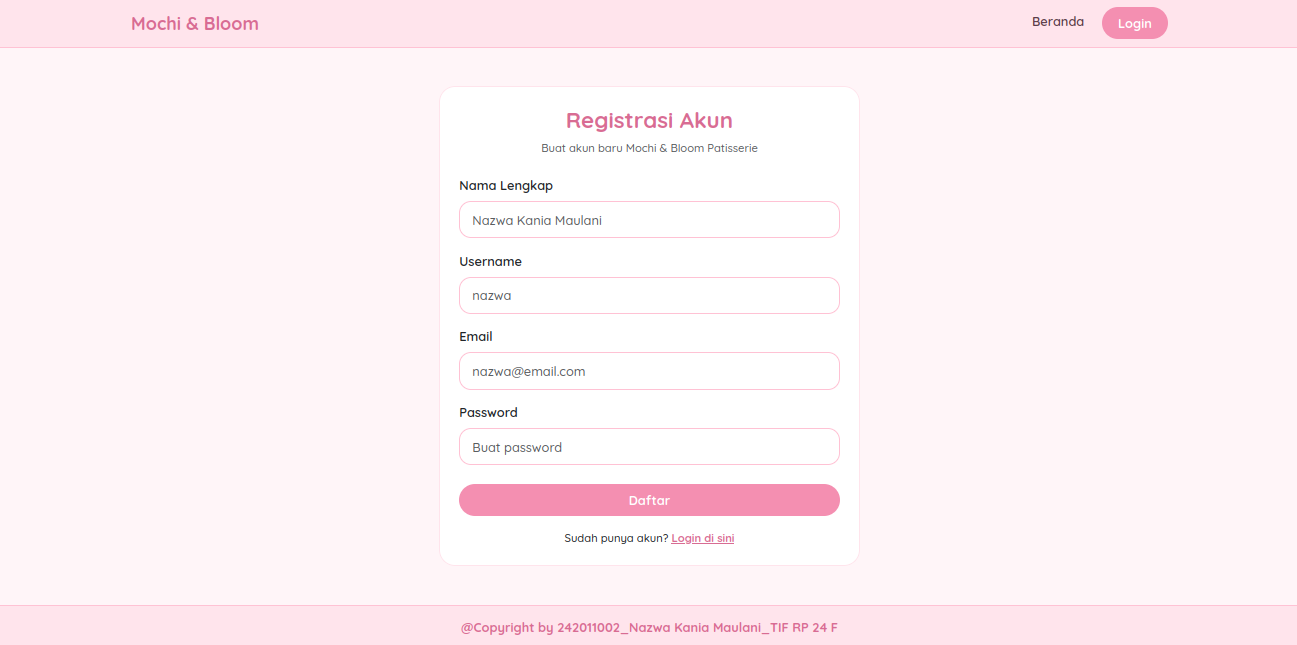 Mochi & Bloom
Beranda
Login
Registrasi Akun
Buat akun baru Mochi & Bloom Patisserie
Nama Lengkap
Nazwa Kania Maulani
Username
nazwa
Email
nazwa@email.com
Password
Buat password
Daftar
Sudah punya akun? Login di sini
@Copyright by 242011002_Nazwa Kania Maulani_TIF RP 24 F